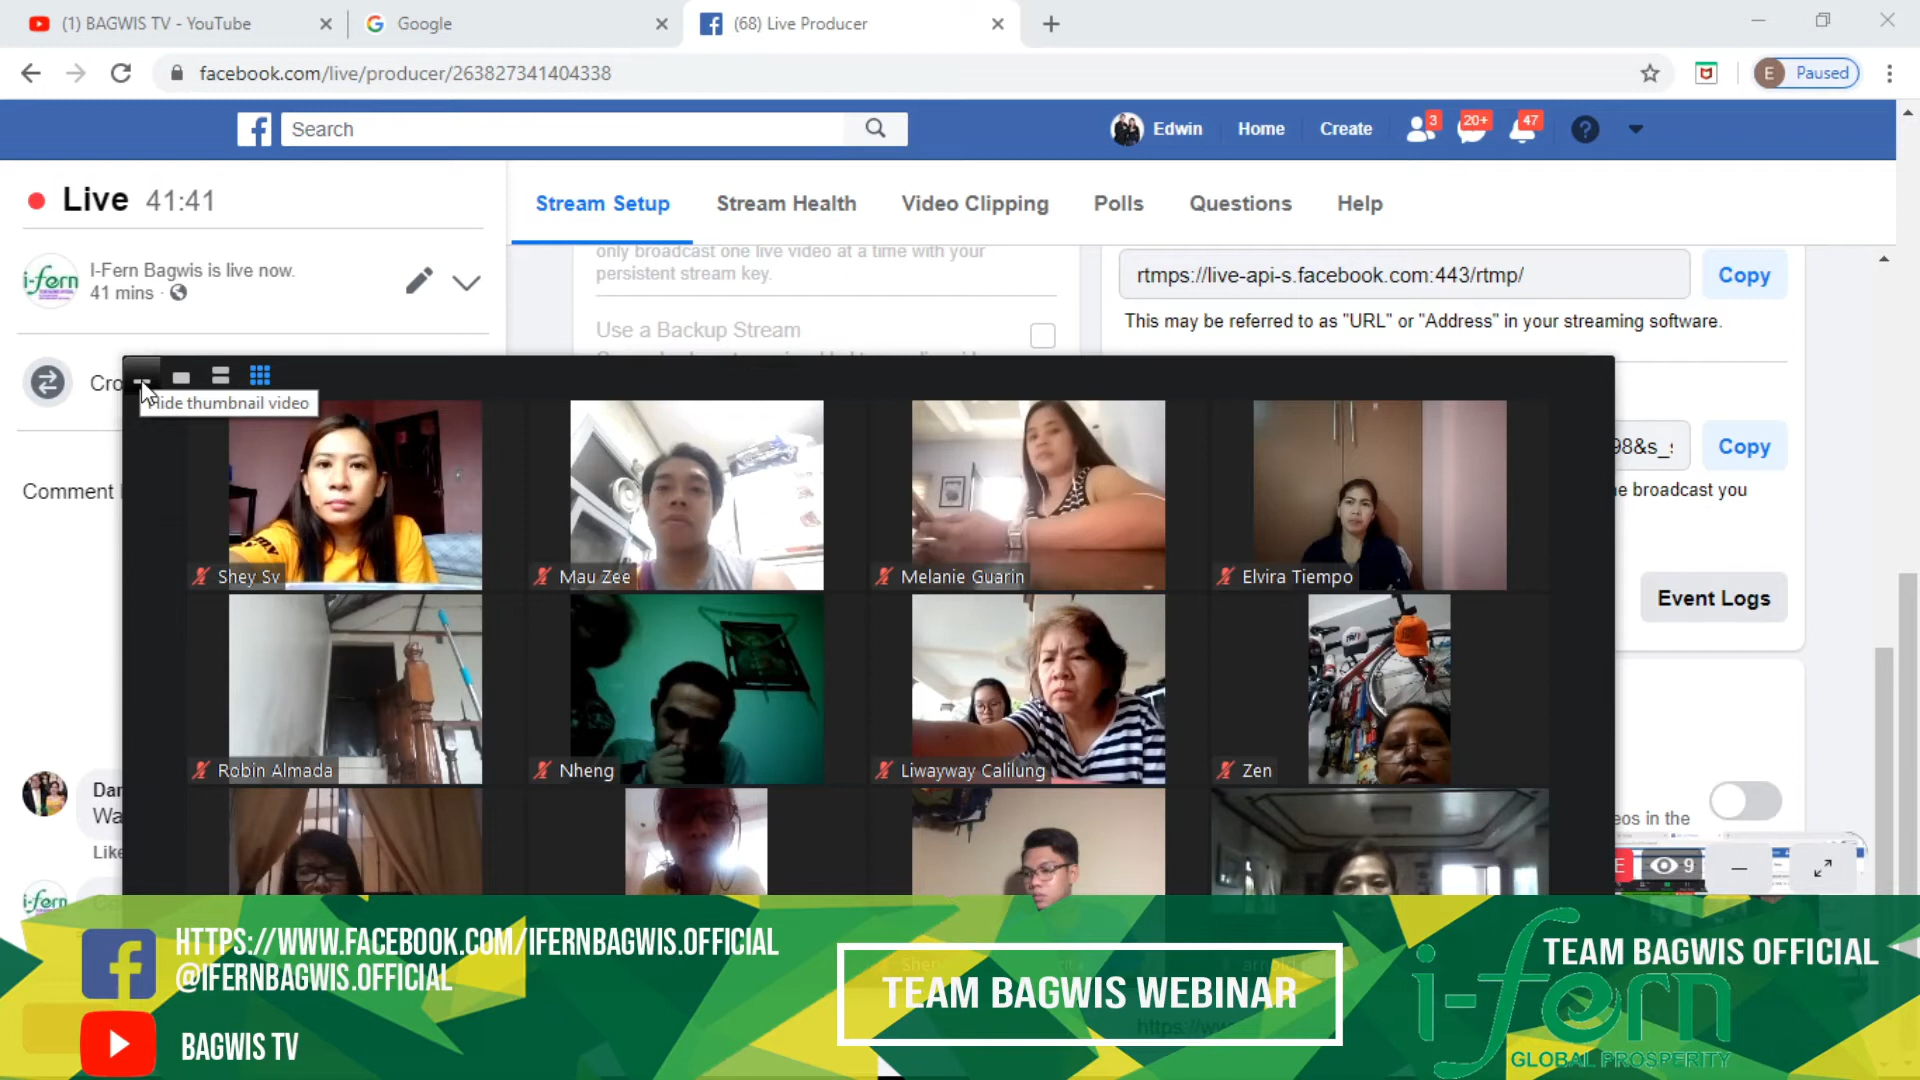 (1) BAGWIS TV - YouTube
Google
(68) Live Producer
facebook.com/live/producer/263827341404338
E
Paused
Search
Edwin
Home
Create
3
20+
47
Live 41:41
Stream Setup
Stream Health
Video Clipping
Polls
Questions
Help
I-Fern Bagwis is live now.
41 mins
i-fern
only broadcast one live video at a time with your
persistent stream key.
Use a Backup Stream
rtmps://live-api-s.facebook.com:443/rtmp/
Copy
This may be referred to as "URL" or "Address" in your streaming software.
Hide thumbnail video
98&s_
Copy
Comment
broadcast you
Event Logs
Shey Sv
Mau Zee
Melanie Guarin
Elvira Tiempo
Robin Almada
Nheng
Liwayway Calilung
Zen
in the
9
i-fern
HTTPS://WWW.FACEBOOK.COM/IFERNBAGWIS.OFFICIAL
@IFERNBAGWIS.OFFICIAL
BAGWIS TV
TEAM BAGWIS WEBINAR
TEAM BAGWIS OFFICIAL
i-fern
GLOBAL PROSPERITY